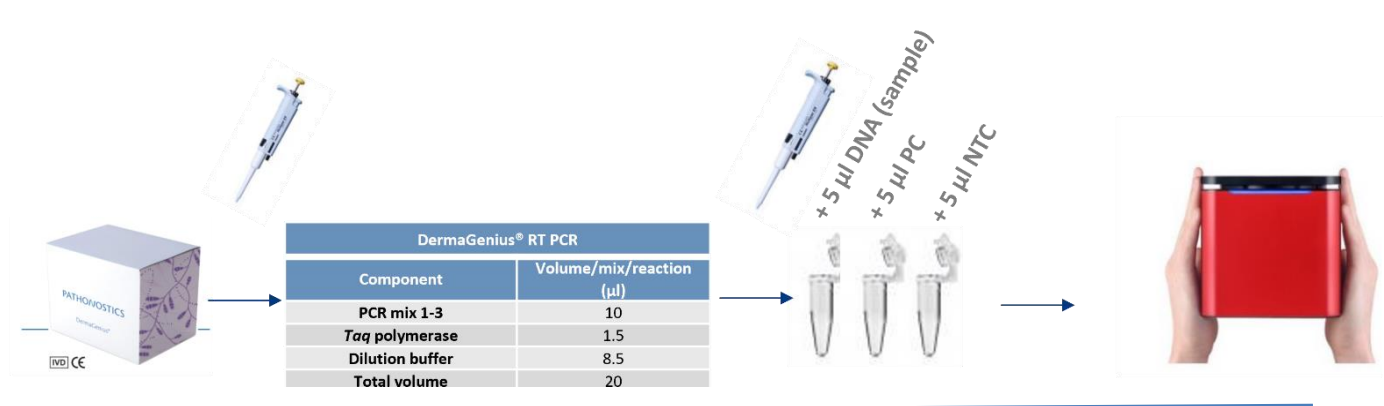 PATHONOSTICS
DermaGenius®
IVD CE
DermaGenius® RT PCR
Component Volume/mix/reaction
(µl)
PCR mix 1-3 10
Taq polymerase 1.5
Dilution buffer 8.5
Total volume 20
+ 5 µl DNA (sample)
+ 5 µl PC
+ 5 µl NTC